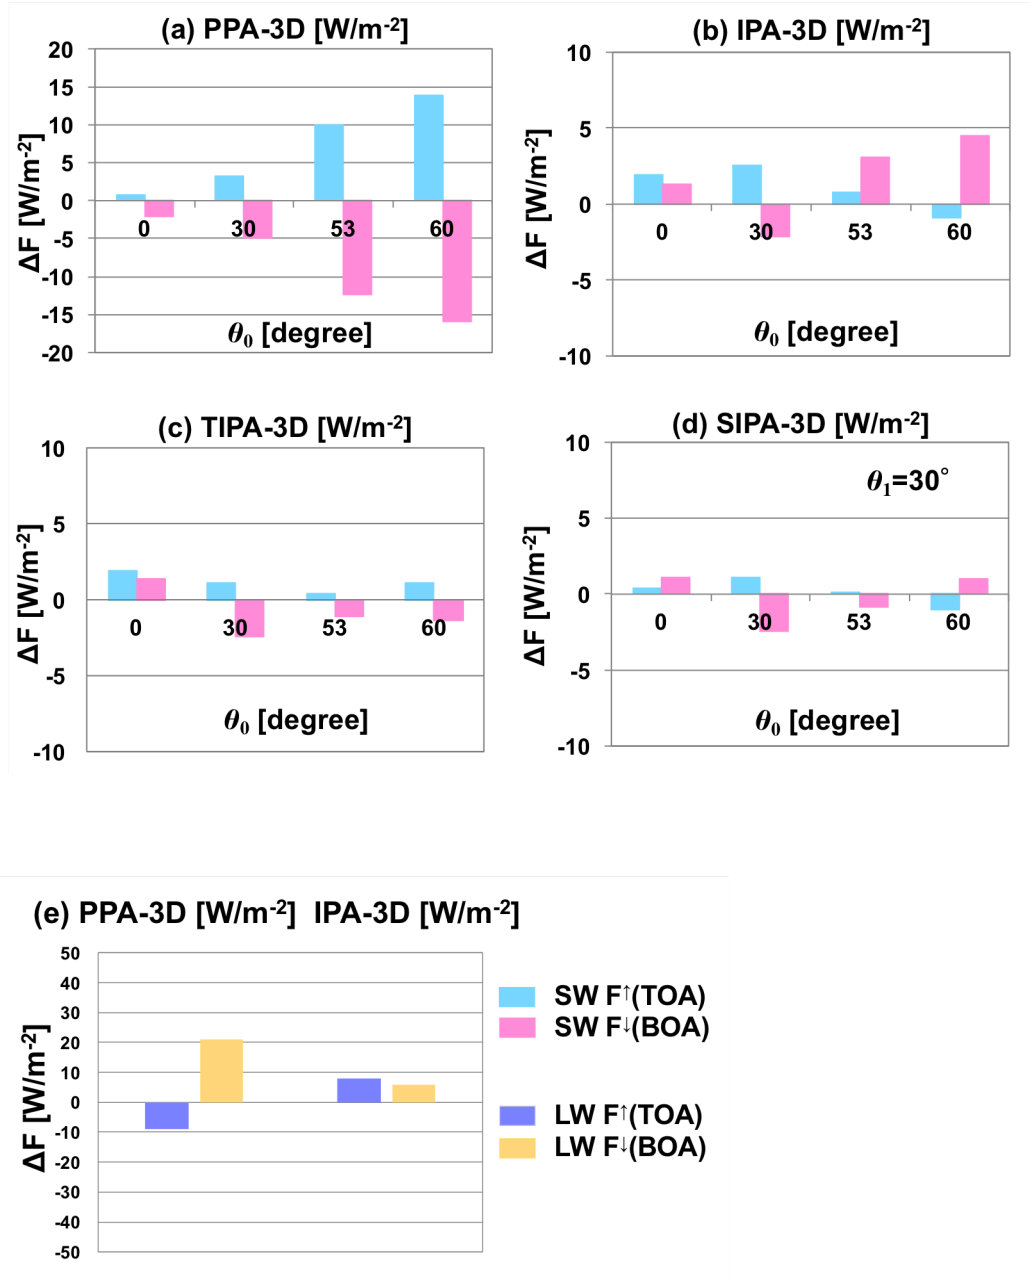 (a) PPA-3D [W/m-2]
20
15
10
5
0
-5
-10
-15
-20
ΔF [W/m-2]
0 30 53 60
θ0 [degree]
(b) IPA-3D [W/m-2]
10
5
0
-5
-10
ΔF [W/m-2]
0 30 53 60
θ0 [degree]
(c) TIPA-3D [W/m-2]
10
5
0
-5
-10
ΔF [W/m-2]
0 30 53 60
θ0 [degree]
(d) SIPA-3D [W/m-2]
θ1=30°
10
5
0
-5
-10
ΔF [W/m-2]
0 30 53 60
θ0 [degree]
(e) PPA-3D [W/m-2] IPA-3D [W/m-2]
50
40
30
20
10
0
-10
-20
-30
-40
-50
ΔF [W/m-2]
SW F↑(TOA)
SW F↓(BOA)
LW F↑(TOA)
LW F↓(BOA)